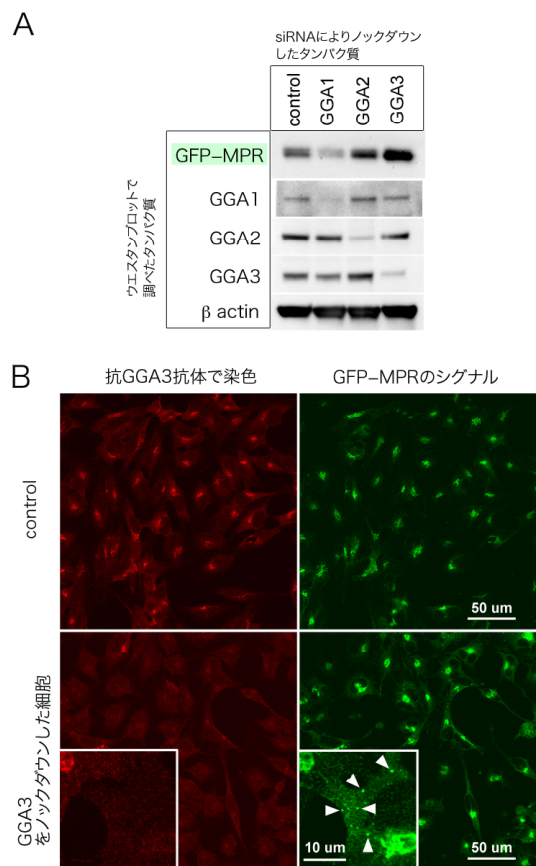 A
siRNAによりノックダウン
したタンパク質
control
GGA1
GGA2
GGA3
ウエスタンブロットで
調べたタンパク質
GFP–MPR
GGA1
GGA2
GGA3
β actin
B
抗GGA3抗体で染色
GFP–MPRのシグナル
control
50 um
GGA3
をノックダウンした細胞
10 um
50 um